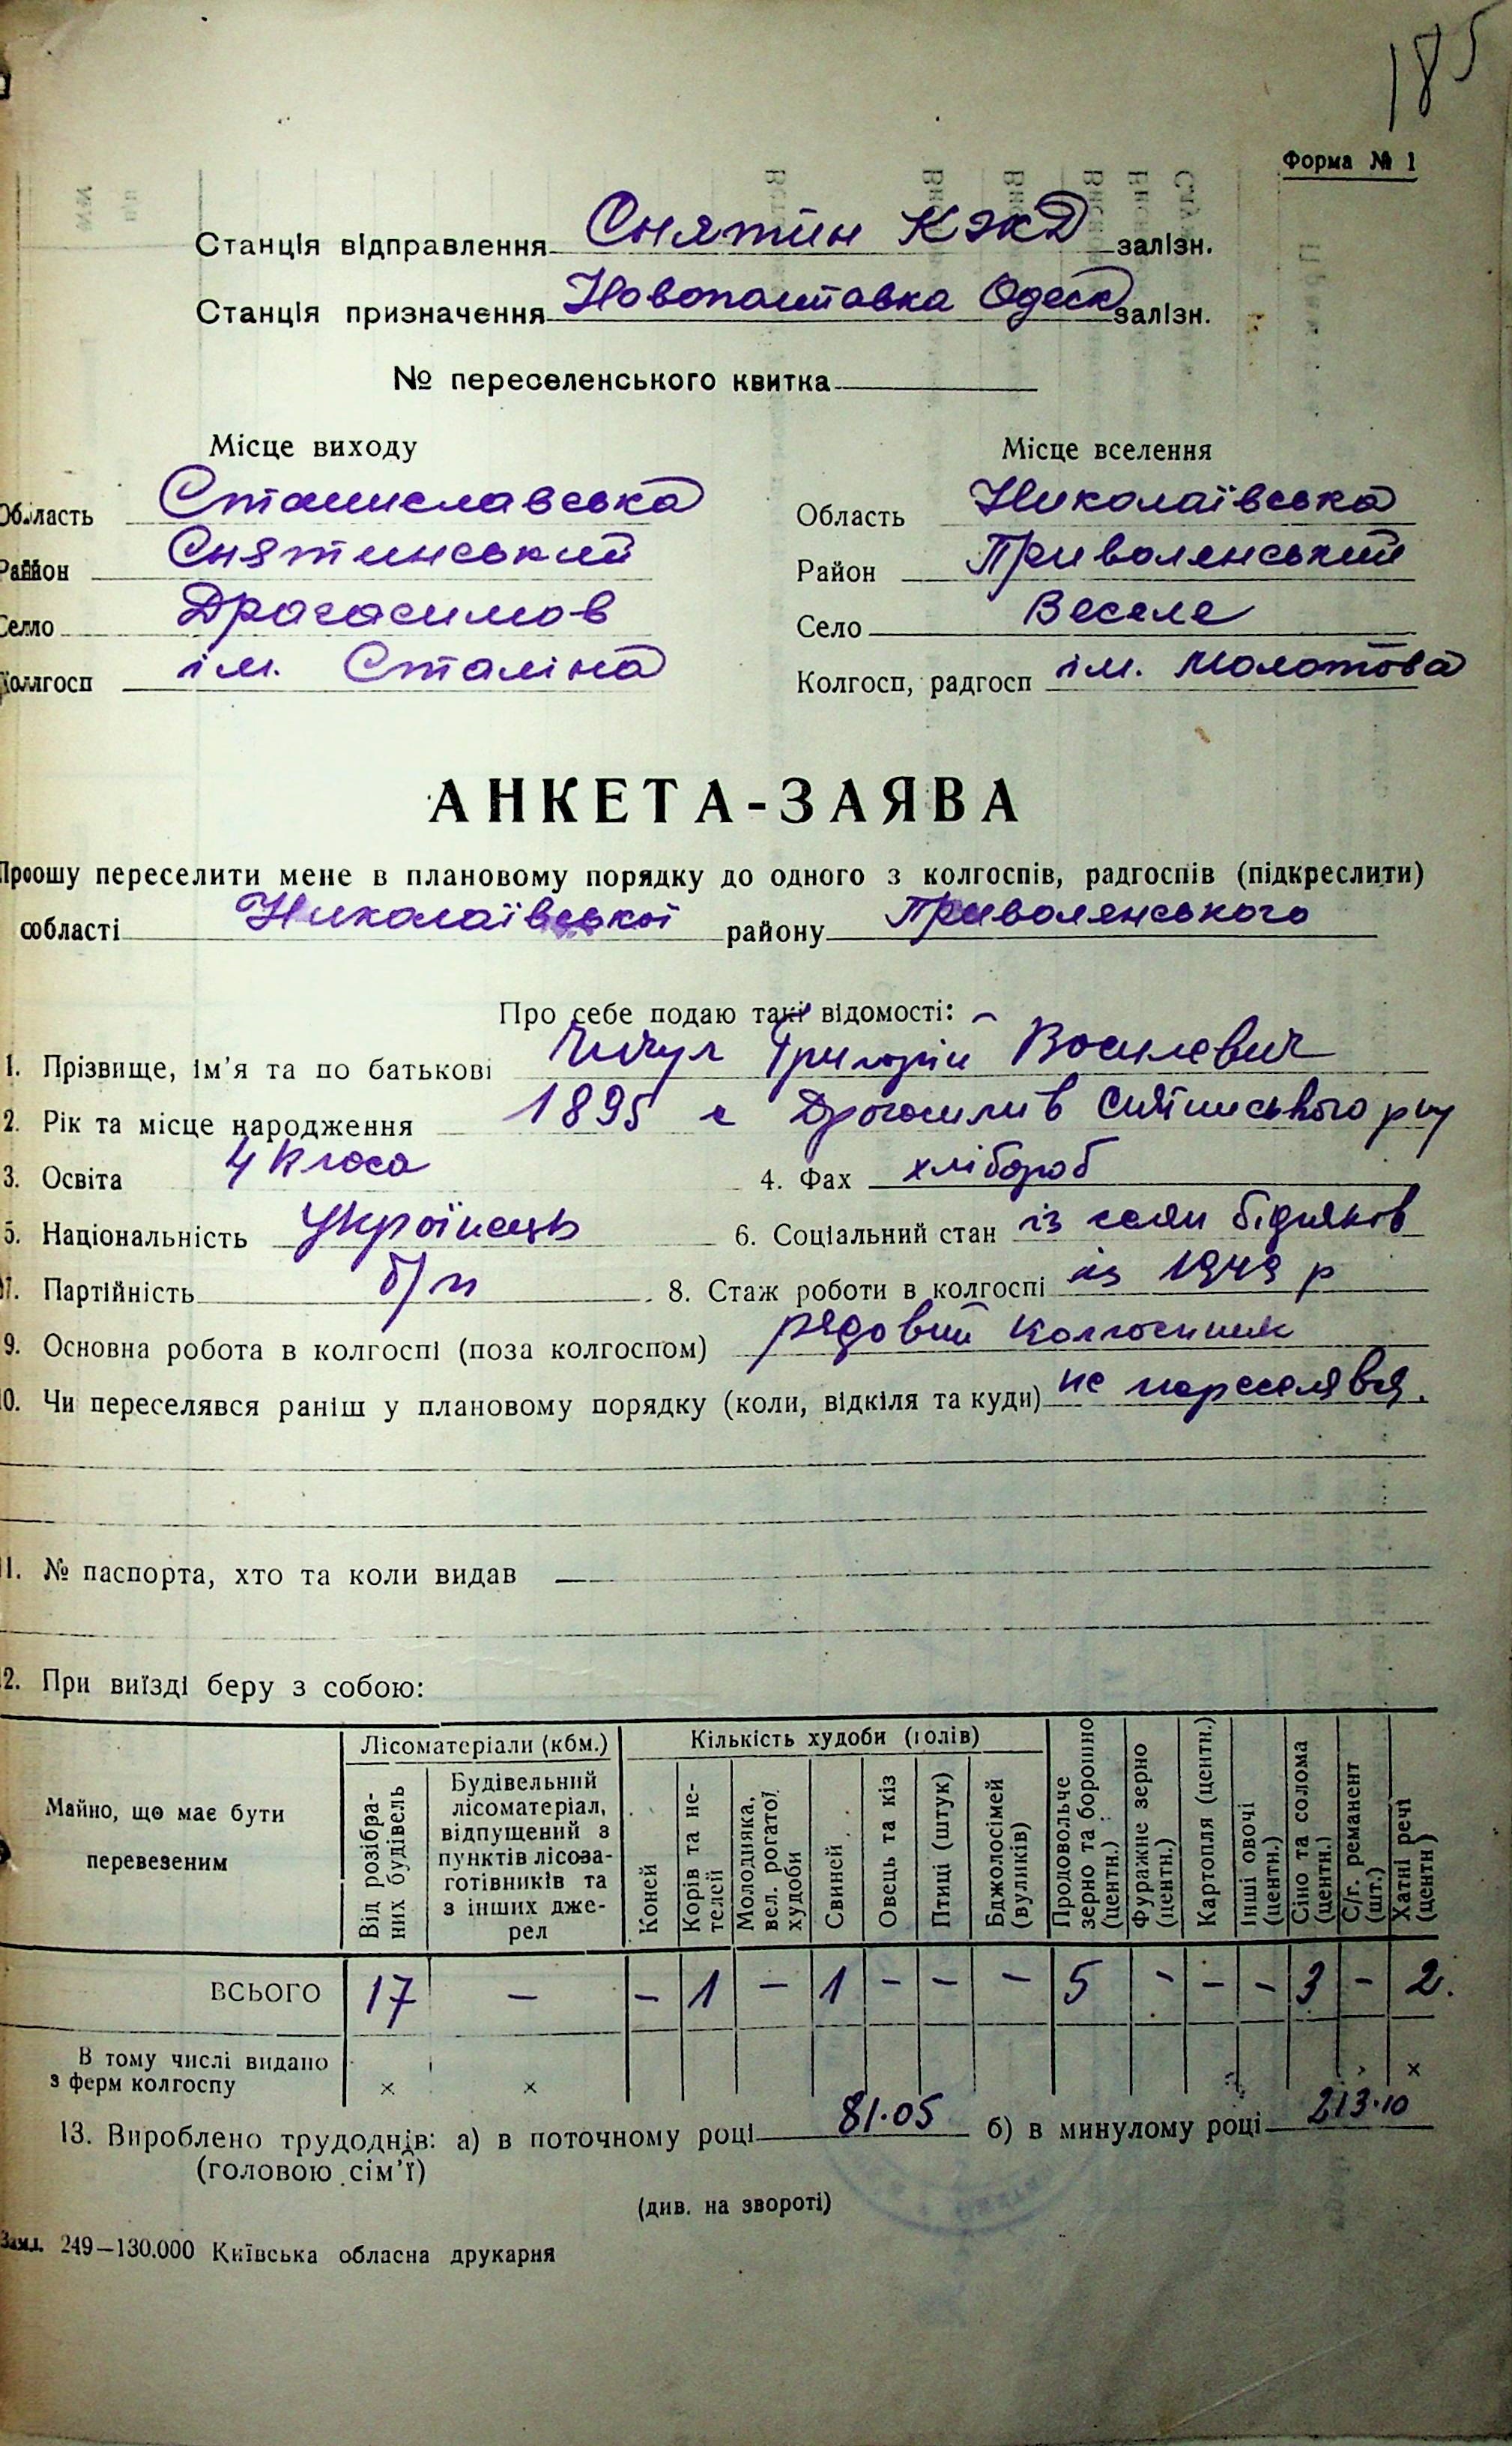 185
Форма № 1
Станція відправлення Снятин КЖД залізн.
Станція призначення Новополтавка Одеск залізн.
№ переселенського квитка
Місце виходу
Область Станиславська
Район Снятинський
Село Драгасимов
Колгосп ім. Сталіна
Місце вселення
Область Николаївська
Район Привольянський
Село Веселе
Колгосп, радгосп ім. Молотова
АНКЕТА-ЗАЯВА
Прошу переселити мене в плановому порядку до одного з колгоспів, радгоспів (підкреслити)
області Николаївської району Привольянського
Про себе подаю такі відомості:
1. Прізвище, ім'я та по батькові Григорій Василевич
2. Рік та місце народження 1895 с Драгасимів Снятинського р ну
3. Освіта 4 класа 4. Фах хлібороб
5. Національність Українець 6. Соціальний стан із селян бідняків
7. Партійність б/п 8. Стаж роботи в колгоспі із 1949 р
9. Основна робота в колгоспі (поза колгоспом) рядовий колгоспник
10. Чи переселявся раніш у плановому порядку (коли, відкіля та куди) не переселявся.
11. № паспорта, хто та коли видав
12. При виїзді беру з собою:
Майно, що має бути перевезеним
Лісоматеріали (кбм.)
Від розібраних будівель
Будівельний лісоматеріал, відпущений з пунктів лісозаготівників та з інших джерел
Кількість худоби (голів)
Коней
Корів та нетелей
Молодняка, вел. рогатої худоби
Свиней
Овець та кіз
Птиці (штук)
Бджолосімей (вуликів)
Продовольче зерно та борошно (центн.)
Фуражне зерно (центн.)
Картопля (центн.)
Інші овочі (центн.)
Сіно та солома (центн.)
С/г. реманент (шт.)
Хатні речі (центн)
ВСЬОГО 17 — – 1 – 1 – – – 5 – – – 3 – 2.
В тому числі видано з ферм колгоспу × × ×
13. Вироблено трудоднів: а) в поточному році 81.05 б) в минулому році 213.10
(головою сім'ї)
(див. на звороті)
Зам. 249—130.000 Київська обласна друкарня